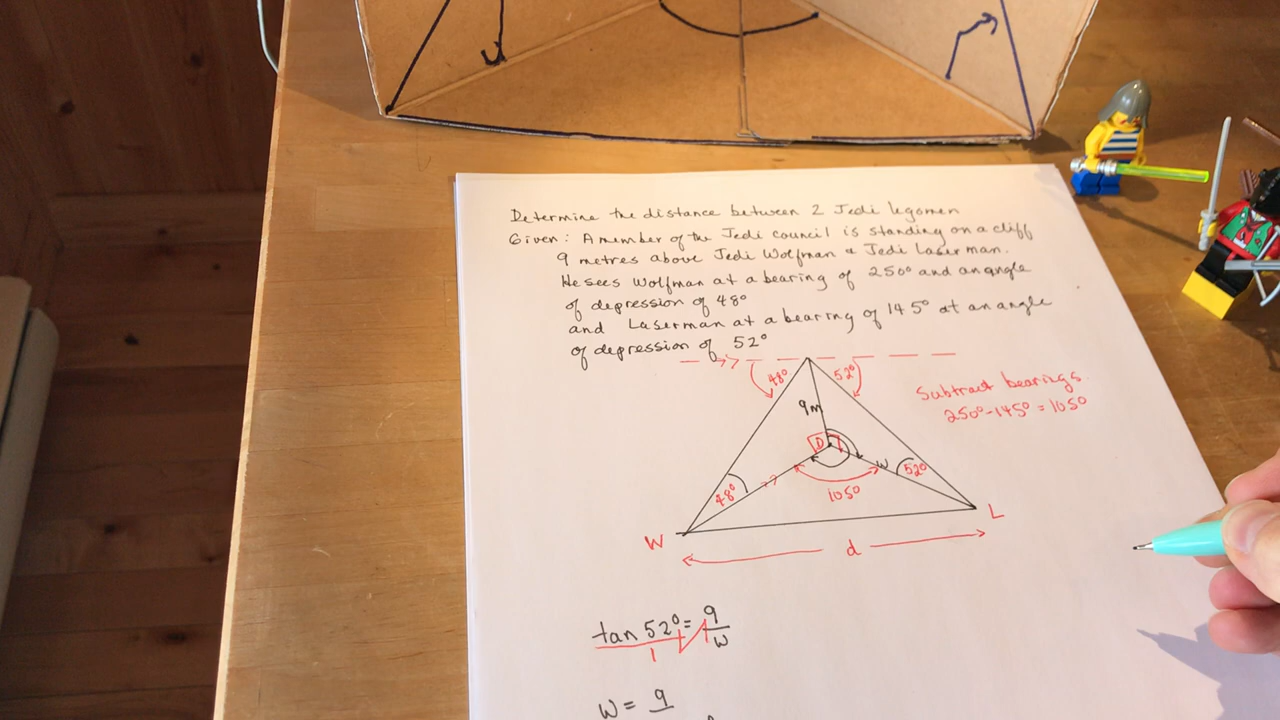 Determine the distance between 2 Jedi legomen
Given: A member of the Jedi council is standing on a cliff
9 metres above Jedi Wolfman & Jedi Laserman.
He sees Wolfman at a bearing of 250° and an angle
of depression of 48°
and Laserman at a bearing of 145° at an angle
of depression of 52°
48° 52°
Subtract bearings
250°-145° = 105°
9m
D
w
48° 52°
105°
W L
d
tan 52° = 9/w
1
w = 9